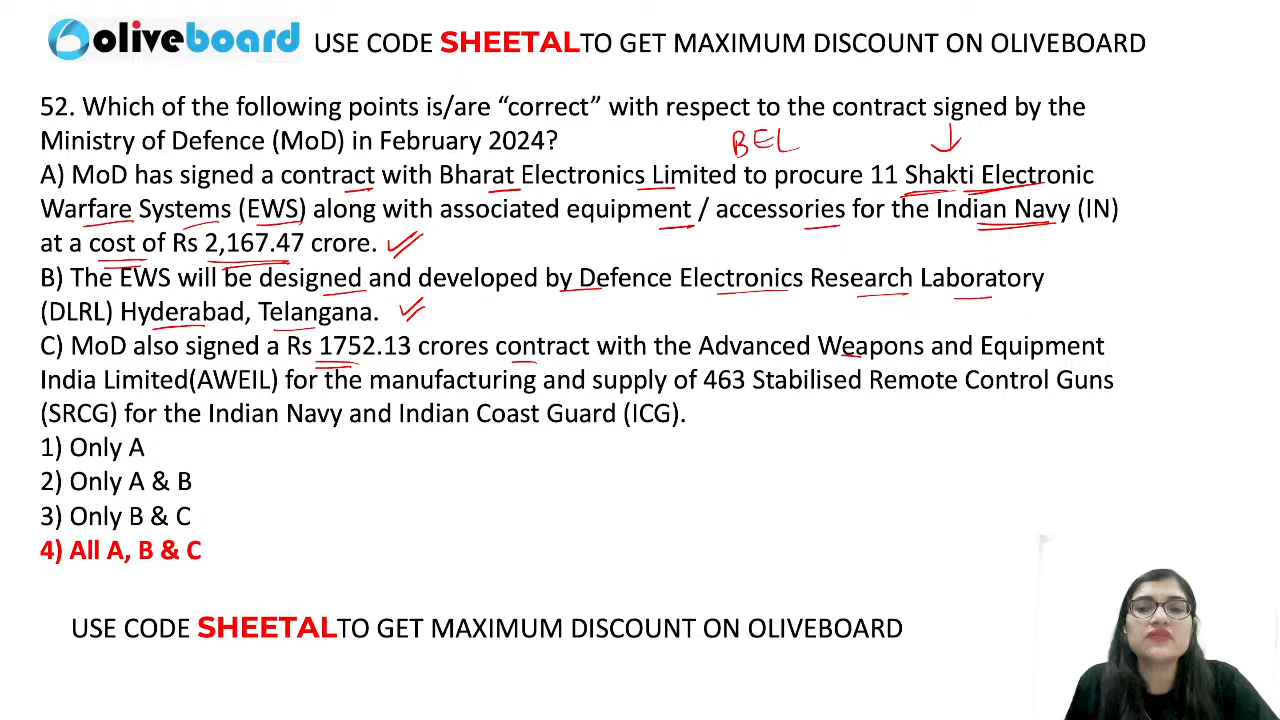 oliveboard USE CODE SHEETALTO GET MAXIMUM DISCOUNT ON OLIVEBOARD
52. Which of the following points is/are “correct” with respect to the contract signed by the
Ministry of Defence (MoD) in February 2024?
BEL
A) MoD has signed a contract with Bharat Electronics Limited to procure 11 Shakti Electronic
Warfare Systems (EWS) along with associated equipment / accessories for the Indian Navy (IN)
at a cost of Rs 2,167.47 crore.
B) The EWS will be designed and developed by Defence Electronics Research Laboratory
(DLRL) Hyderabad, Telangana.
C) MoD also signed a Rs 1752.13 crores contract with the Advanced Weapons and Equipment
India Limited(AWEIL) for the manufacturing and supply of 463 Stabilised Remote Control Guns
(SRCG) for the Indian Navy and Indian Coast Guard (ICG).
1) Only A
2) Only A & B
3) Only B & C
4) All A, B & C
USE CODE SHEETALTO GET MAXIMUM DISCOUNT ON OLIVEBOARD